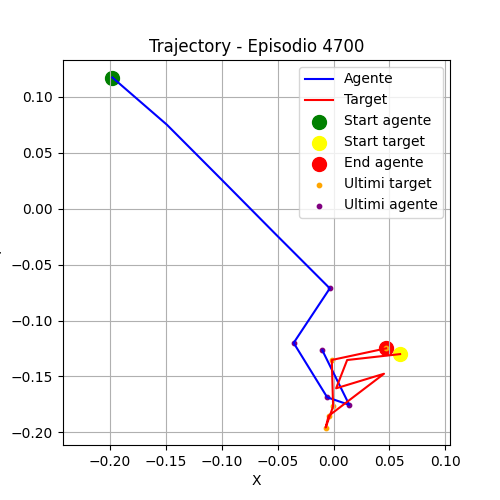 Trajectory - Episodio 4700
Agente
Target
Start agente
Start target
End agente
Ultimi target
Ultimi agente
0.10
0.05
0.00
−0.05
−0.10
−0.15
−0.20
−0.20
−0.15
−0.10
−0.05
0.00
0.05
0.10
X